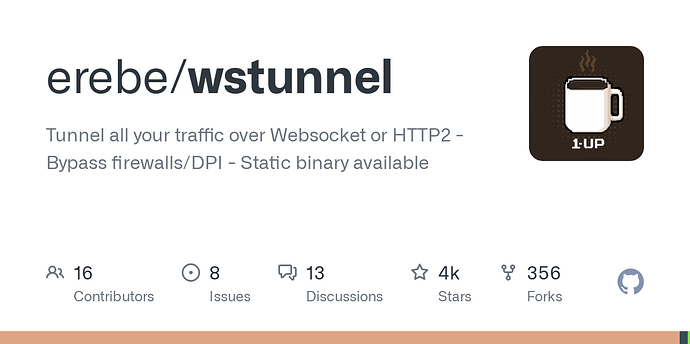 erebe/wstunnel
Tunnel all your traffic over Websocket or HTTP2 -
Bypass firewalls/DPI - Static binary available
1-UP
16
Contributors
8
Issues
13
Discussions
4k
Stars
356
Forks